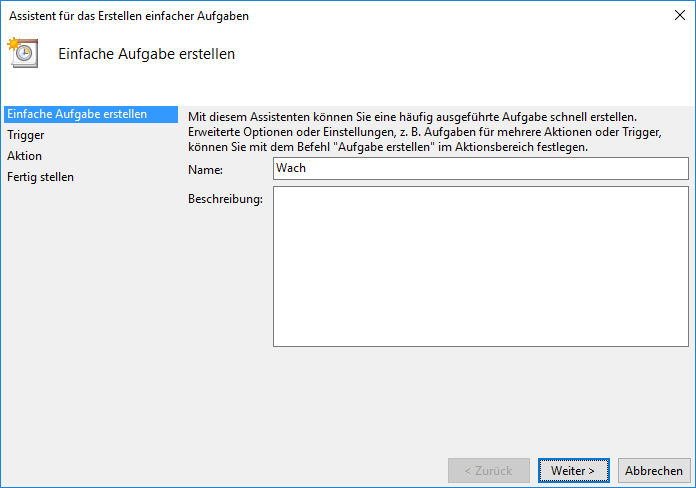 Assistent für das Erstellen einfacher Aufgaben
Einfache Aufgabe erstellen
Einfache Aufgabe erstellen
Trigger
Aktion
Fertig stellen
Mit diesem Assistenten können Sie eine häufig ausgeführte Aufgabe schnell erstellen.
Erweiterte Optionen oder Einstellungen, z. B. Aufgaben für mehrere Aktionen oder Trigger,
können Sie mit dem Befehl "Aufgabe erstellen" im Aktionsbereich festlegen.
Name: Wach
Beschreibung:
< Zurück Weiter > Abbrechen